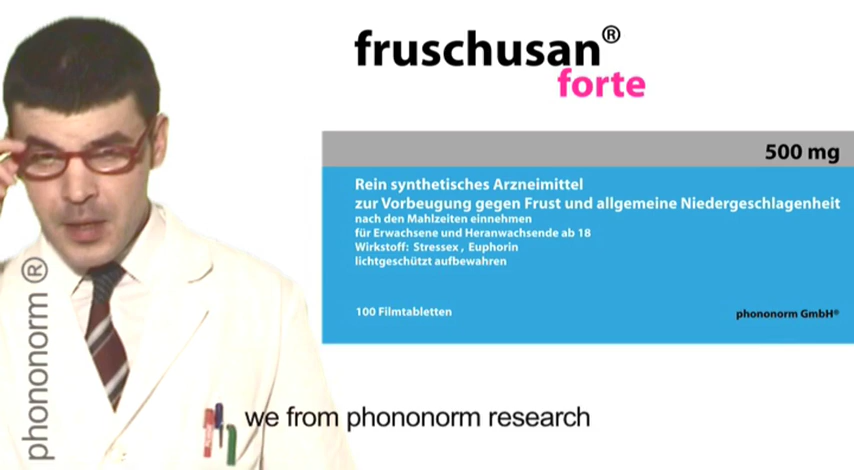 fruschusan®
forte
500 mg
Rein synthetisches Arzneimittel
zur Vorbeugung gegen Frust und allgemeine Niedergeschlagenheit
nach den Mahlzeiten einnehmen
für Erwachsene und Heranwachsende ab 18
Wirkstoff: Stressex , Euphorin
lichtgeschützt aufbewahren
100 Filmtabletten
phononorm GmbH®
phononorm ®
we from phononorm research